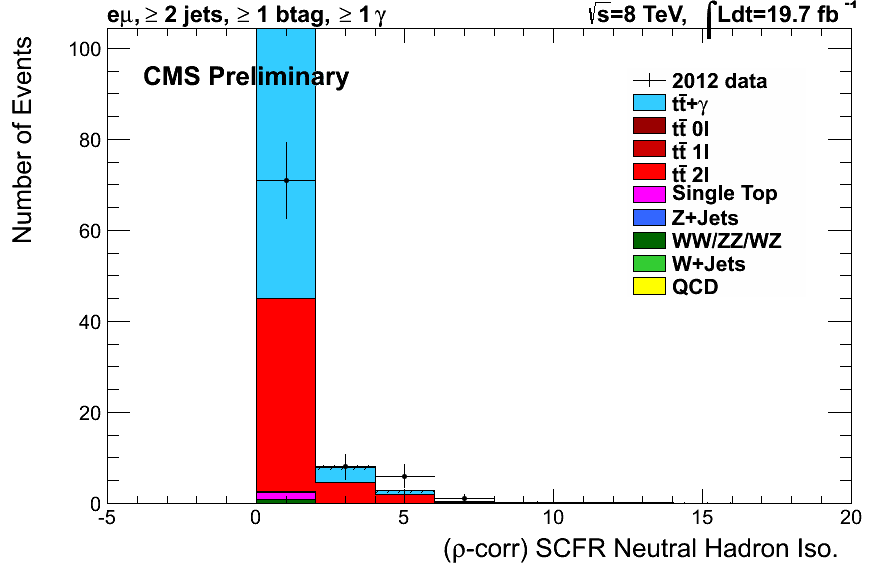 eμ, ≥ 2 jets, ≥ 1 btag, ≥ 1 γ
√s=8 TeV, ∫Ldt=19.7 fb⁻¹
CMS Preliminary
Number of Events
100
80
60
40
20
0
2012 data
tt̄+γ
tt̄ 0l
tt̄ 1l
tt̄ 2l
Single Top
Z+Jets
WW/ZZ/WZ
W+Jets
QCD
-5 0 5 10 15 20
(ρ-corr) SCFR Neutral Hadron Iso.